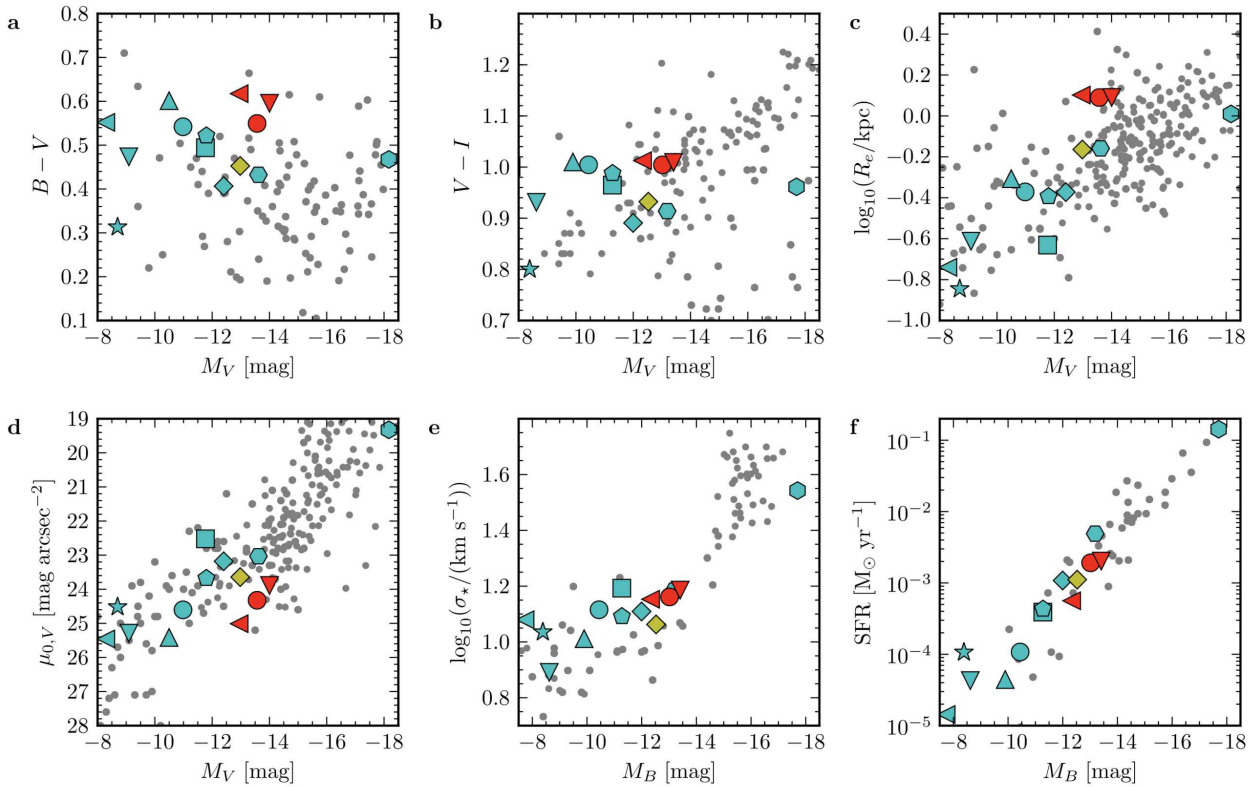 a
0.8
0.7
0.6
0.5
0.4
0.3
0.2
0.1
B − V
−8 −10 −12 −14 −16 −18
M_V [mag]
b
1.2
1.1
1.0
0.9
0.8
0.7
V − I
−8 −10 −12 −14 −16 −18
M_V [mag]
c
0.4
0.2
0.0
−0.2
−0.4
−0.6
−0.8
−1.0
log₁₀(R_e/kpc)
−8 −10 −12 −14 −16 −18
M_V [mag]
d
19
20
21
22
23
24
25
26
27
28
μ₀,V [mag arcsec⁻²]
−8 −10 −12 −14 −16 −18
M_V [mag]
e
1.6
1.4
1.2
1.0
0.8
log₁₀(σ⋆/(km s⁻¹))
−8 −10 −12 −14 −16 −18
M_B [mag]
f
10⁻¹
10⁻²
10⁻³
10⁻⁴
10⁻⁵
SFR [M⊙ yr⁻¹]
−8 −10 −12 −14 −16 −18
M_B [mag]